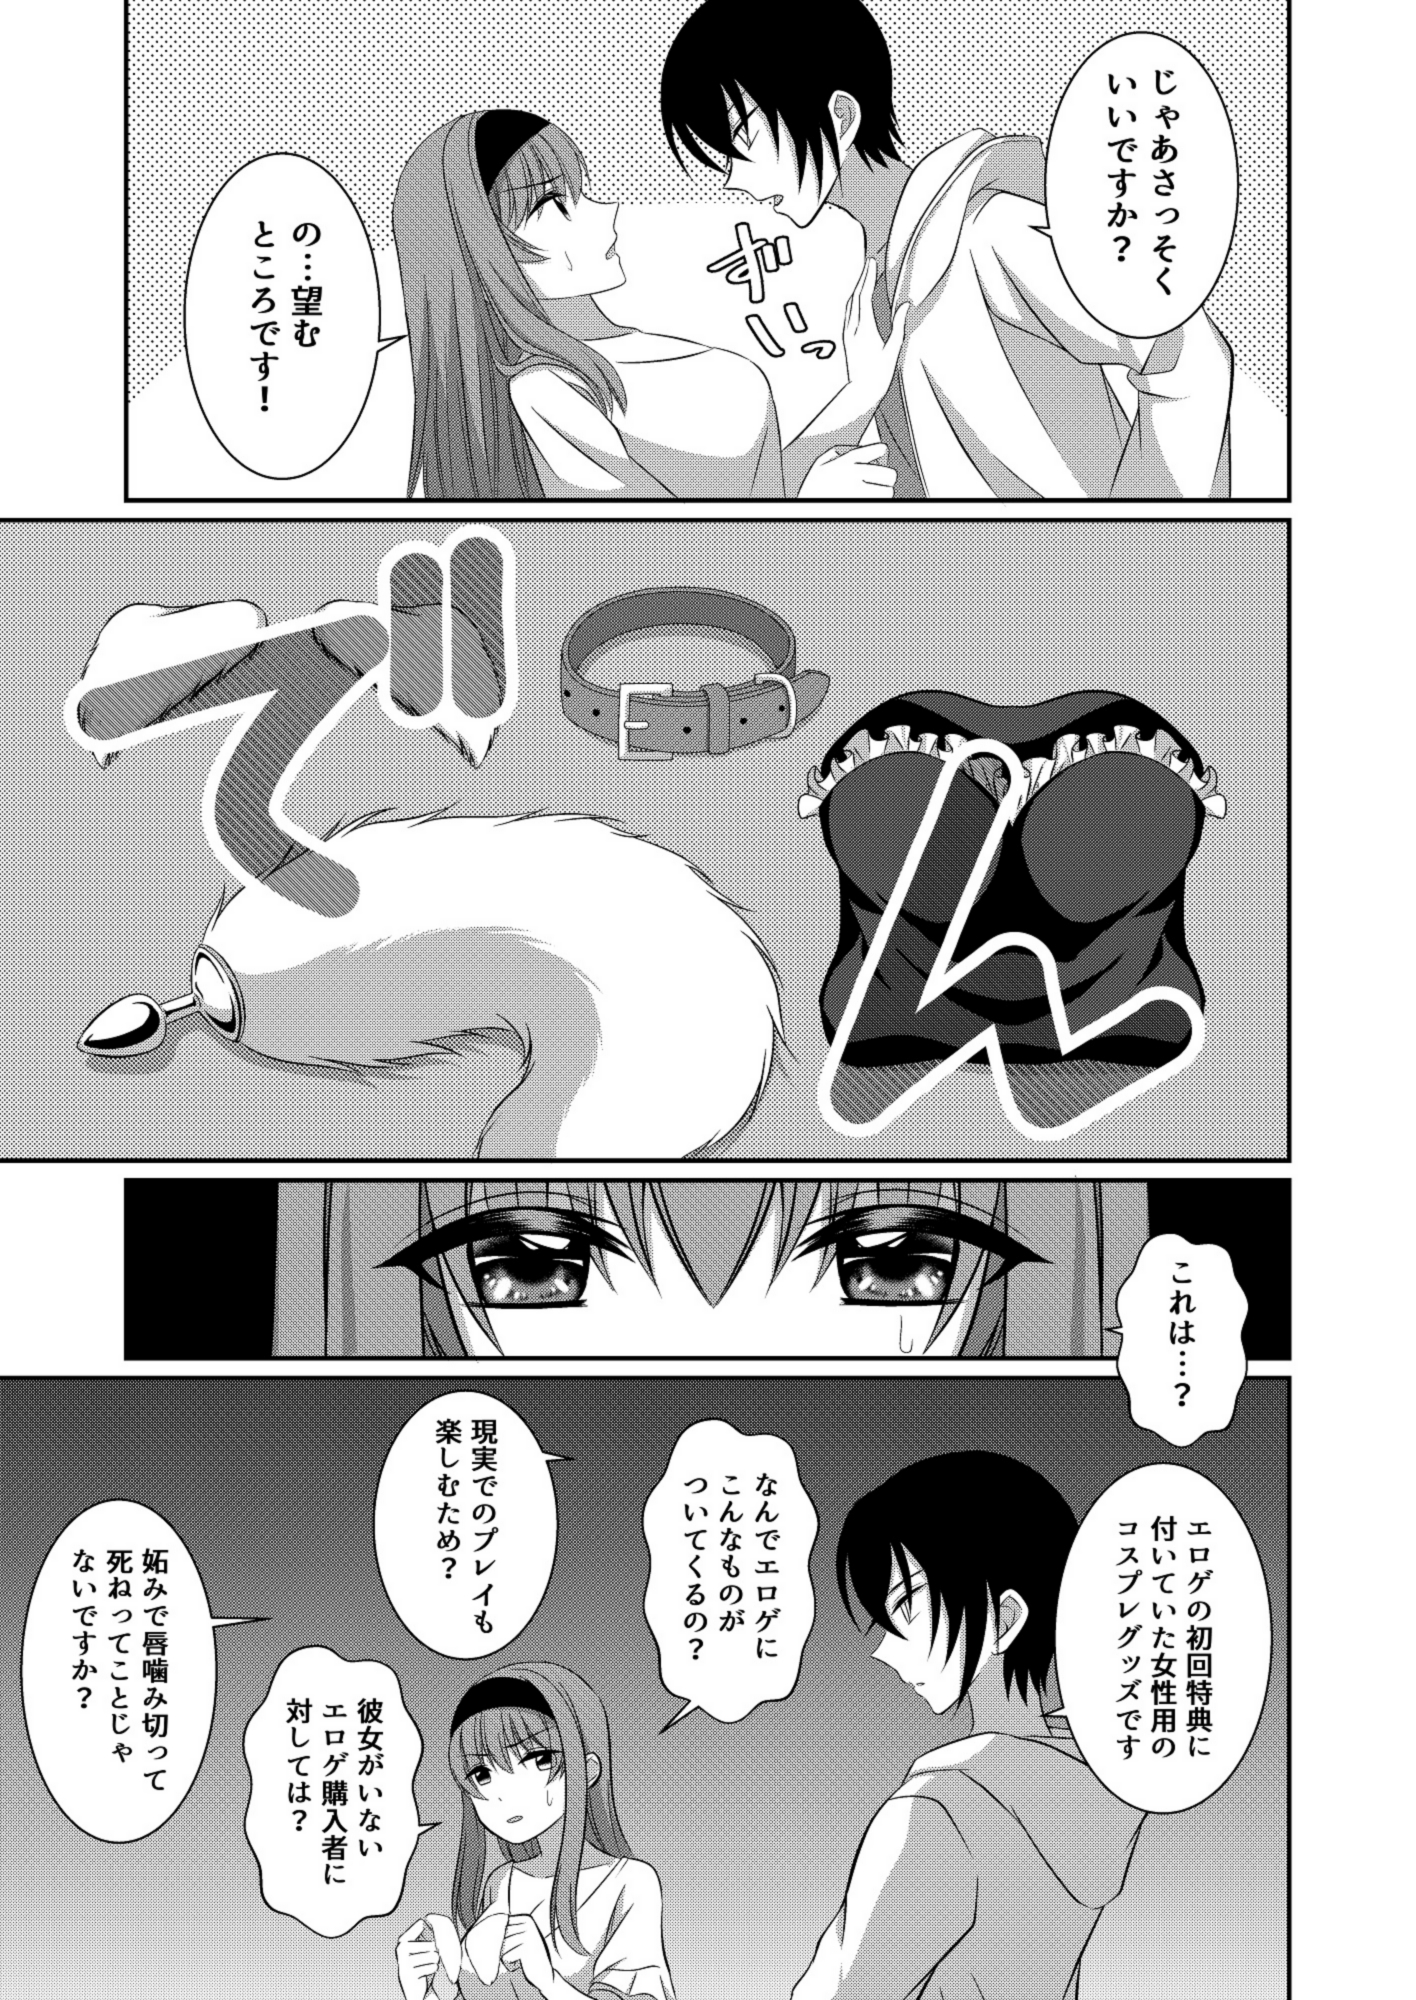 じゃあさっそく
いいですか？
ずいっ
の…望む
ところです！
でーん
これは…？
エロゲの初回特典に
付いていた女性用の
コスプレグッズです
なんでエロゲに
こんなものが
ついてくるの？
現実でのプレイも
楽しむため？
彼女がいない
エロゲ購入者に
対しては？
妬みで唇噛み切って
死ねってことじゃ
ないですか？